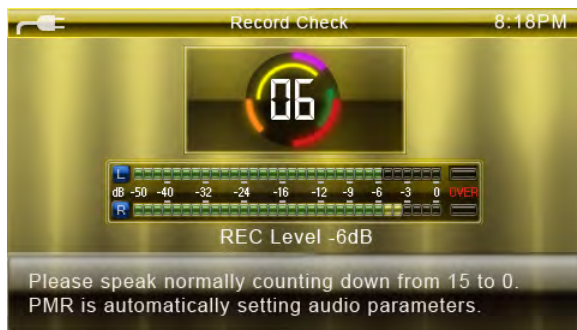 Record Check 8:18PM
06
L
dB -50 -40 -32 -24 -16 -12 -9 -6 -3 0 OVER
R
REC Level -6dB
Please speak normally counting down from 15 to 0.
PMR is automatically setting audio parameters.